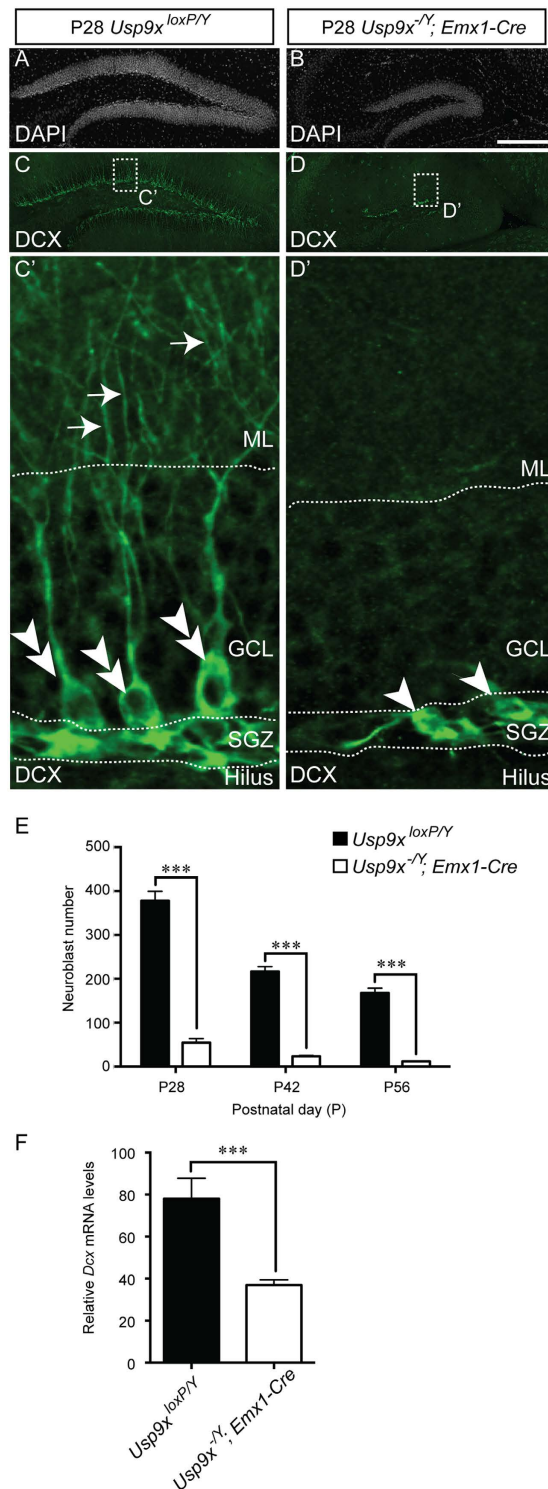 P28 Usp9x loxP/Y
P28 Usp9x -/Y; Emx1-Cre
A
DAPI
B
DAPI
C
C'
DCX
D
D'
DCX
C'
ML
GCL
SGZ
DCX
Hilus
D'
ML
GCL
SGZ
DCX
Hilus
E
Usp9x loxP/Y
Usp9x -/Y; Emx1-Cre
Neuroblast number
500
400
300
200
100
0
***
***
***
P28
P42
P56
Postnatal day (P)
F
Relative Dcx mRNA levels
100
80
60
40
20
0
***
Usp9x loxP/Y
Usp9x -/Y; Emx1-Cre